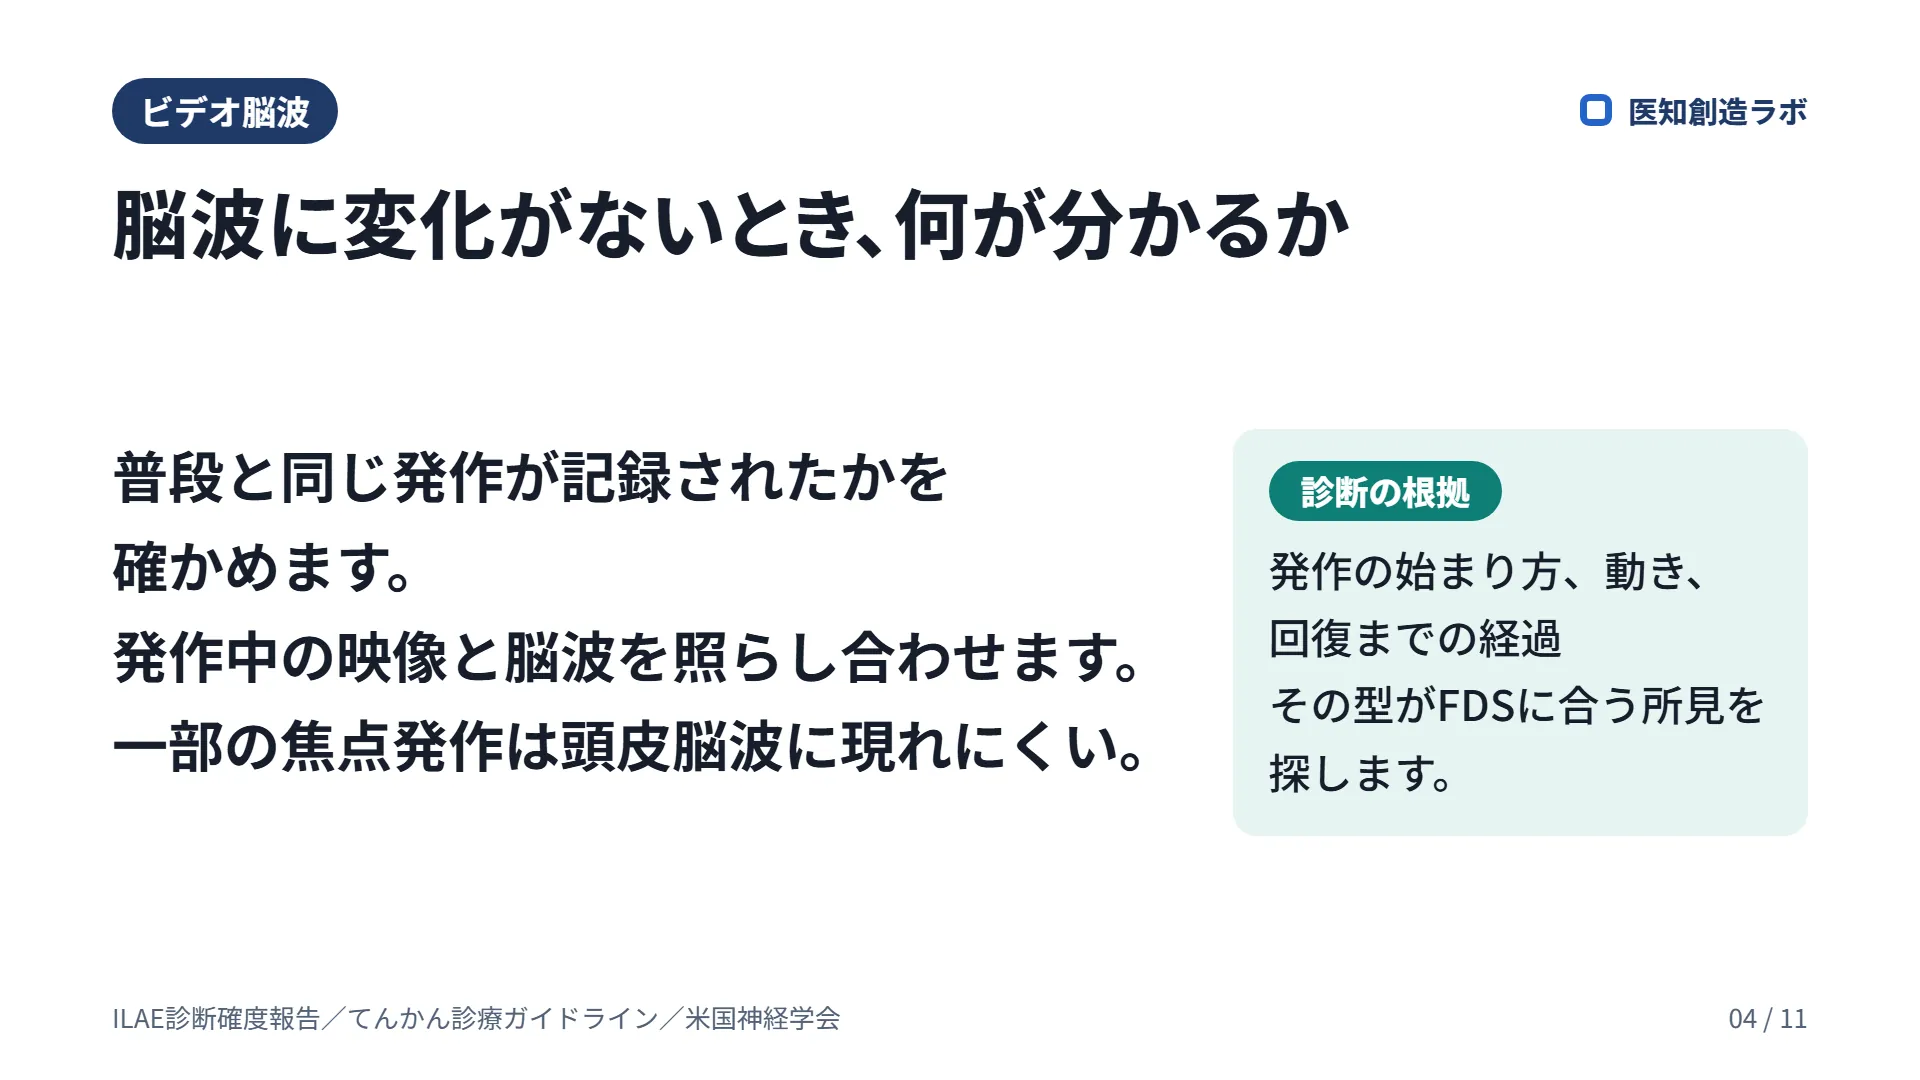 ビデオ脳波
医知創造ラボ
脳波に変化がないとき、何が分かるか
普段と同じ発作が記録されたかを
確かめます。
発作中の映像と脳波を照らし合わせます。
一部の焦点発作は頭皮脳波に現れにくい。
診断の根拠
発作の始まり方、動き、
回復までの経過
その型がFDSに合う所見を
探します。
ILAE診断確度報告／てんかん診療ガイドライン／米国神経学会
04 / 11